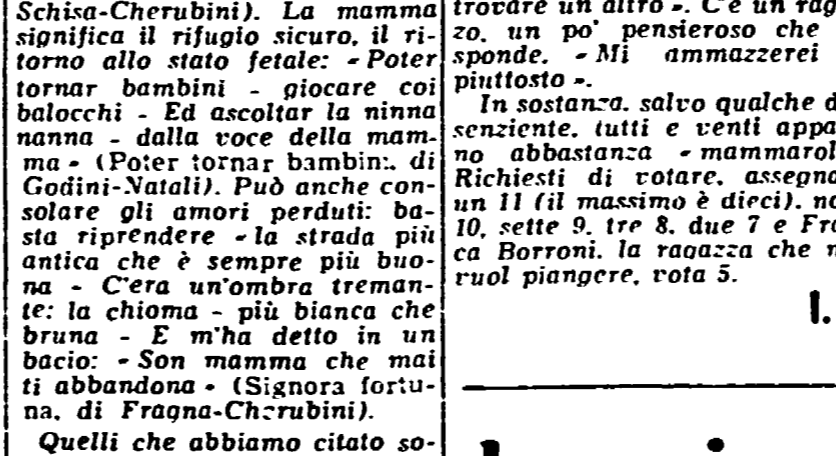 Schisa-Cherubini). La mamma
significa il rifugio sicuro, il ri-
torno allo stato fetale: « Poter
tornar bambini - giocare coi
balocchi - Ed ascoltar la ninna
nanna - dalla voce della mam-
ma » (Poter tornar bambini, di
Godini-Natali). Può anche con-
solare gli amori perduti: ba-
sta riprendere « la strada più
antica che è sempre più buo-
na - C'era un'ombra treman-
te: la chioma - più bianca che
bruna - E m'ha detto in un
bacio: - Son mamma che mai
ti abbandona » (Signora fortu-
na, di Fragna-Cherubini).
Quelli che abbiamo citato so-
trovare un altro ». C'è un rag
zo, un po' pensieroso che
sponde. « Mi ammazzerei
piuttosto ».
In sostanza, salvo qualche d
senziente, tutti e venti appa
no abbastanza « mammarol
Richiesti di votare, assegna
un 11 (il massimo è dieci), no
10, sette 9, tre 8, due 7 e Fra
ca Borroni, la ragazza che n
vuol piangere, vota 5.
l.